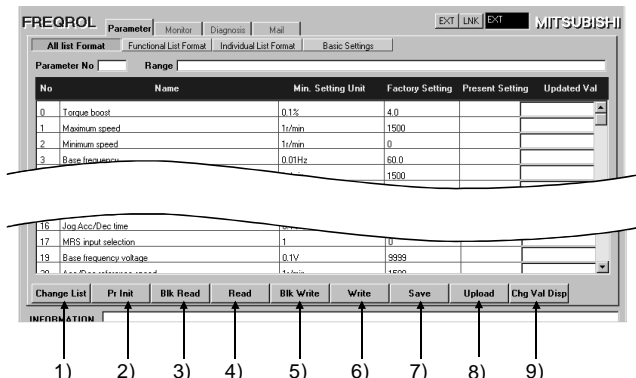 FREQROL Parameter Monitor Diagnosis Mail EXT LNK EXT MITSUBISHI
All list Format Functional List Format Individual List Format Basic Settings
Parameter No Range
No Name Min. Setting Unit Factory Setting Present Setting Updated Val
0 Torque boost 0.1% 4.0
1 Maximum speed 1r/min 1500
2 Minimum speed 1r/min 0
3 Base frequency 0.01Hz 60.0
1500
16 Jog Acc/Dec time
17 MRS input selection 1 0
19 Base frequency voltage 0.1V 9999
20 Acc/Dec reference speed 1r/min 1500
Change List Pr Init Blk Read Read Blk Write Write Save Upload Chg Val Disp
INFORMATION
1) 2) 3) 4) 5) 6) 7) 8) 9)